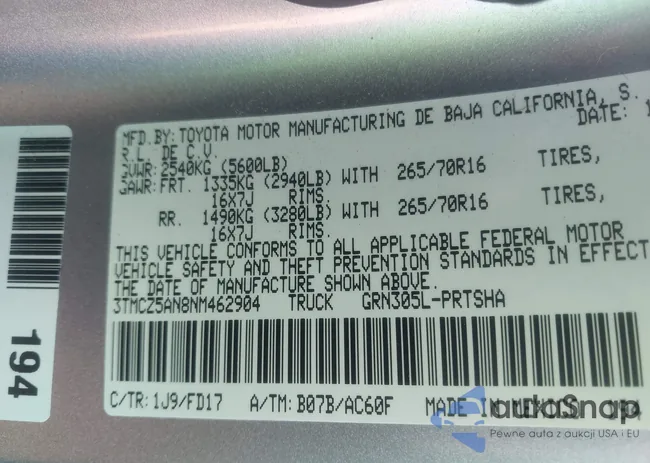 MFD.BY: TOYOTA MOTOR MANUFACTURING DE BAJA CALIFORNIA, S.
R.L. DE C.V. DATE: 1
GVWR: 2540KG (5600LB)
GAWR: FRT. 1335KG (2940LB) WITH 265/70R16 TIRES,
16X7J RIMS.
RR. 1490KG (3280LB) WITH 265/70R16 TIRES,
16X7J RIMS.
THIS VEHICLE CONFORMS TO ALL APPLICABLE FEDERAL MOTOR
VEHICLE SAFETY AND THEFT PREVENTION STANDARDS IN EFFECT
THE DATE OF MANUFACTURE SHOWN ABOVE.
3TMCZ5AN8NM462904 TRUCK GRN305L-PRTSHA
C/TR: 1J9/FD17 A/TM: B07B/AC60F MADE IN MEXICO
194
autoSnap
Pewne auta z aukcji USA i EU